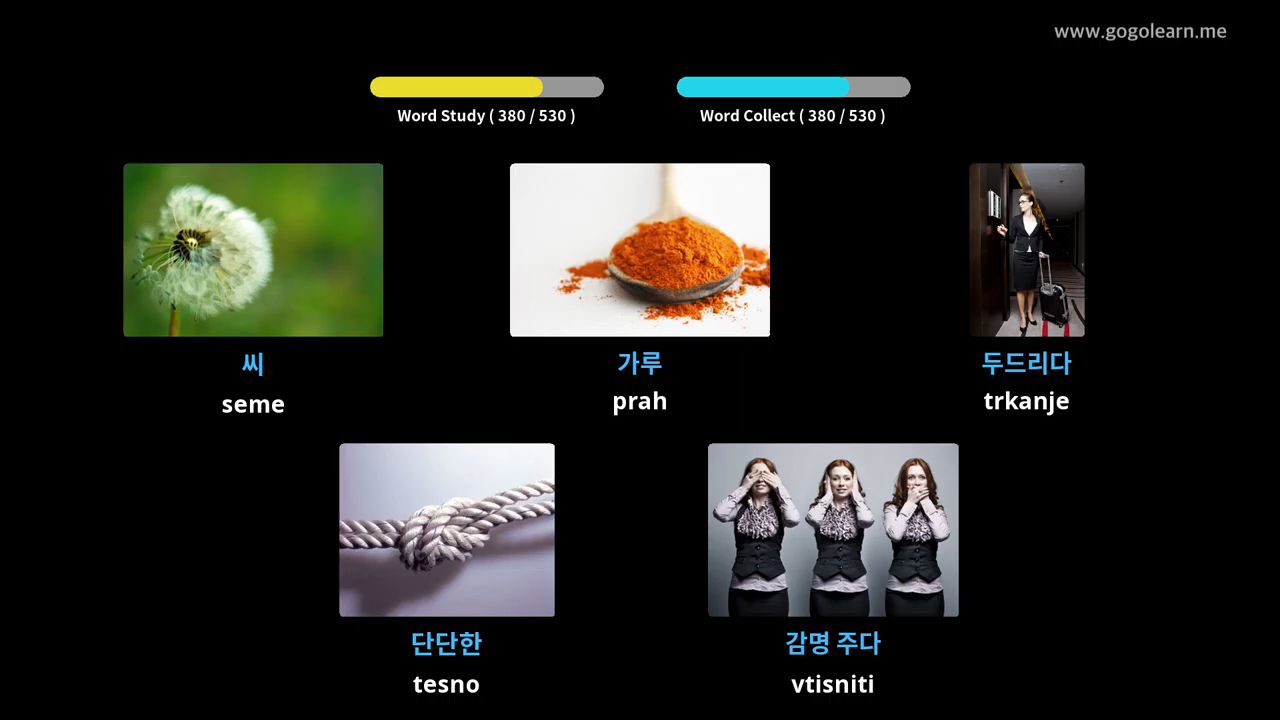 www.gogolearn.me
Word Study ( 380 / 530 )
Word Collect ( 380 / 530 )
씨
seme
가루
prah
두드리다
trkanje
단단한
tesno
감명 주다
vtisniti